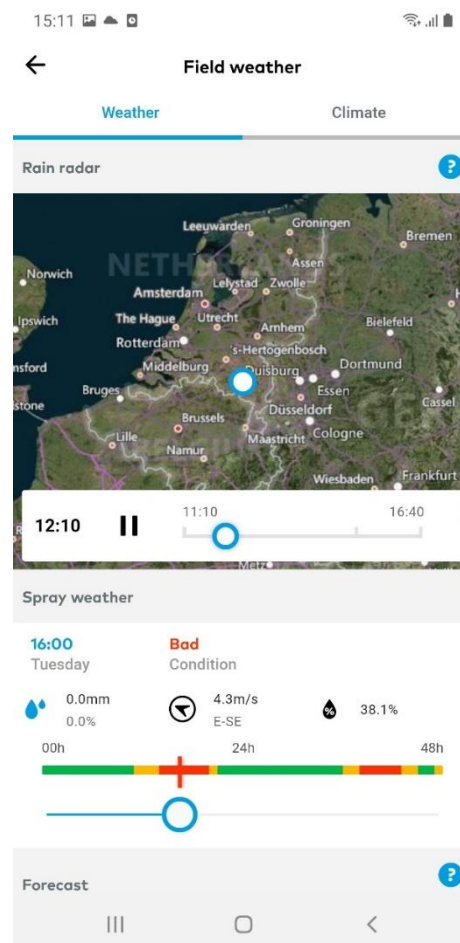 15:11
Field weather
Weather Climate
Rain radar ?
Leeuwarden Groningen
Bremen
Assen
Norwich
Lelystad Zwolle
Amsterdam
Ipswich The Hague Utrecht Bielefeld
Arnhem
Rotterdam
's-Hertogenbosch
Middelburg Duisburg Dortmund
Bruges Essen
Düsseldorf Cassel
Brussels
Lille Maastricht Cologne
Namur
Wiesbaden Frankfurt
12:10 11:10 16:40
Metz
Spray weather
16:00 Bad
Tuesday Condition
0.0mm 4.3m/s % 38.1%
0.0% E-SE
00h 24h 48h
Forecast ?